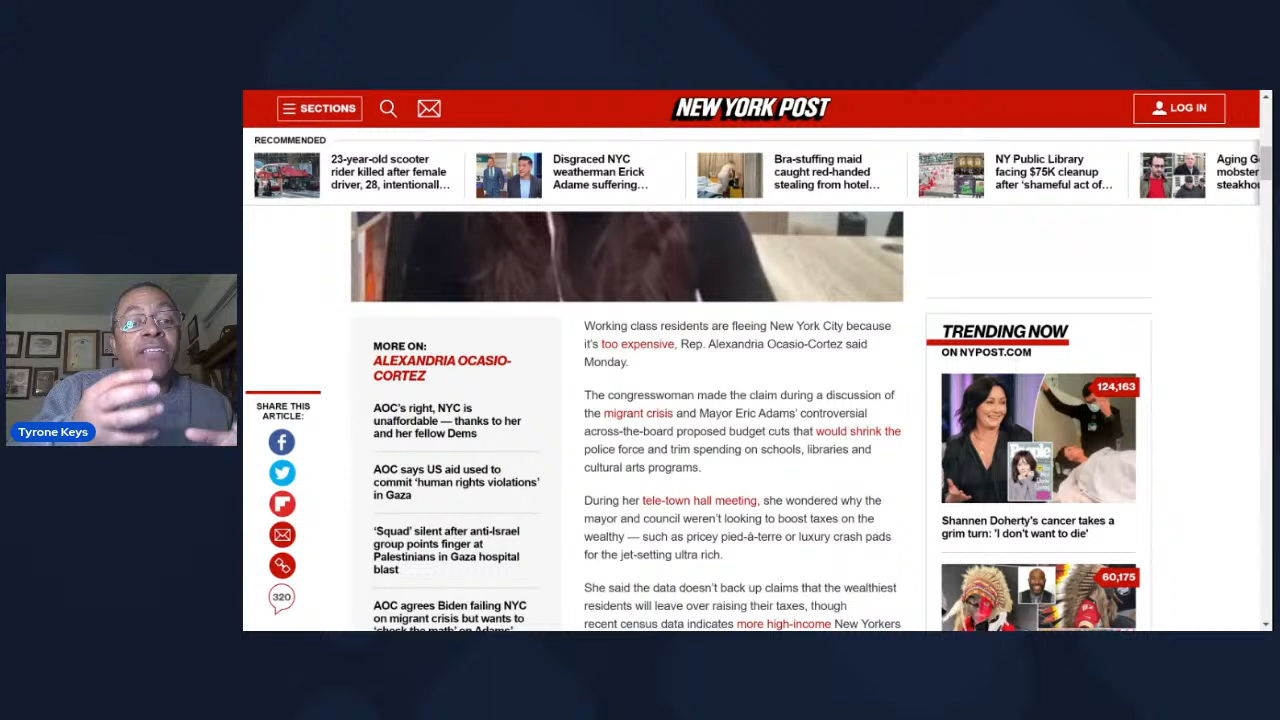 SECTIONS
NEW YORK POST
LOG IN
RECOMMENDED
23-year-old scooter
rider killed after female
driver, 28, intentionall...
Disgraced NYC
weatherman Erick
Adame suffering...
Bra-stuffing maid
caught red-handed
stealing from hotel...
NY Public Library
facing $75K cleanup
after ‘shameful act of...
Aging G
mobster
steakhou
Tyrone Keys
SHARE THIS
ARTICLE:
320
MORE ON:
ALEXANDRIA OCASIO-
CORTEZ
AOC’s right, NYC is
unaffordable — thanks to her
and her fellow Dems
AOC says US aid used to
commit ‘human rights violations’
in Gaza
‘Squad’ silent after anti-Israel
group points finger at
Palestinians in Gaza hospital
blast
AOC agrees Biden failing NYC
on migrant crisis but wants to
‘check the math’ on Adams’
Working class residents are fleeing New York City because
it’s too expensive, Rep. Alexandria Ocasio-Cortez said
Monday.
The congresswoman made the claim during a discussion of
the migrant crisis and Mayor Eric Adams’ controversial
across-the-board proposed budget cuts that would shrink the
police force and trim spending on schools, libraries and
cultural arts programs.
During her tele-town hall meeting, she wondered why the
mayor and council weren’t looking to boost taxes on the
wealthy — such as pricey pied-à-terre or luxury crash pads
for the jet-setting ultra rich.
She said the data doesn’t back up claims that the wealthiest
residents will leave over raising their taxes, though
recent census data indicates more high-income New Yorkers
TRENDING NOW
ON NYPOST.COM
124,163
People
Shannen Doherty's cancer takes a
grim turn: 'I don't want to die'
60,175